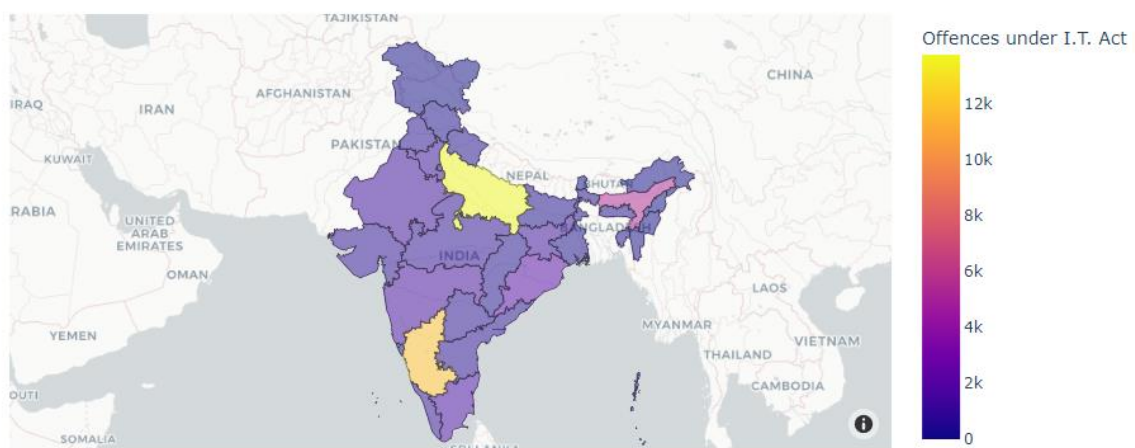 TAJIKISTAN
CHINA
IRAQ
IRAN
AFGHANISTAN
PAKISTAN
KUWAIT
NEPAL
BHUTAN
UNITED
ARAB
EMIRATES
BANGLADESH
INDIA
OMAN
LAOS
YEMEN
MYANMAR
THAILAND
VIETNAM
CAMBODIA
SOMALIA
i
Offences under I.T. Act
12k
10k
8k
6k
4k
2k
0